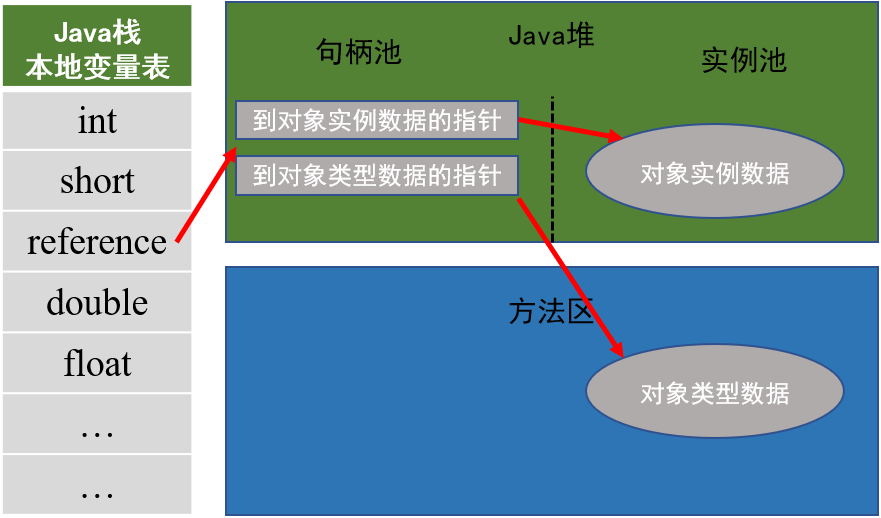 Java栈
本地变量表
int
short
reference
double
float
…
…
Java堆
句柄池
实例池
到对象实例数据的指针
到对象类型数据的指针
对象实例数据
方法区
对象类型数据